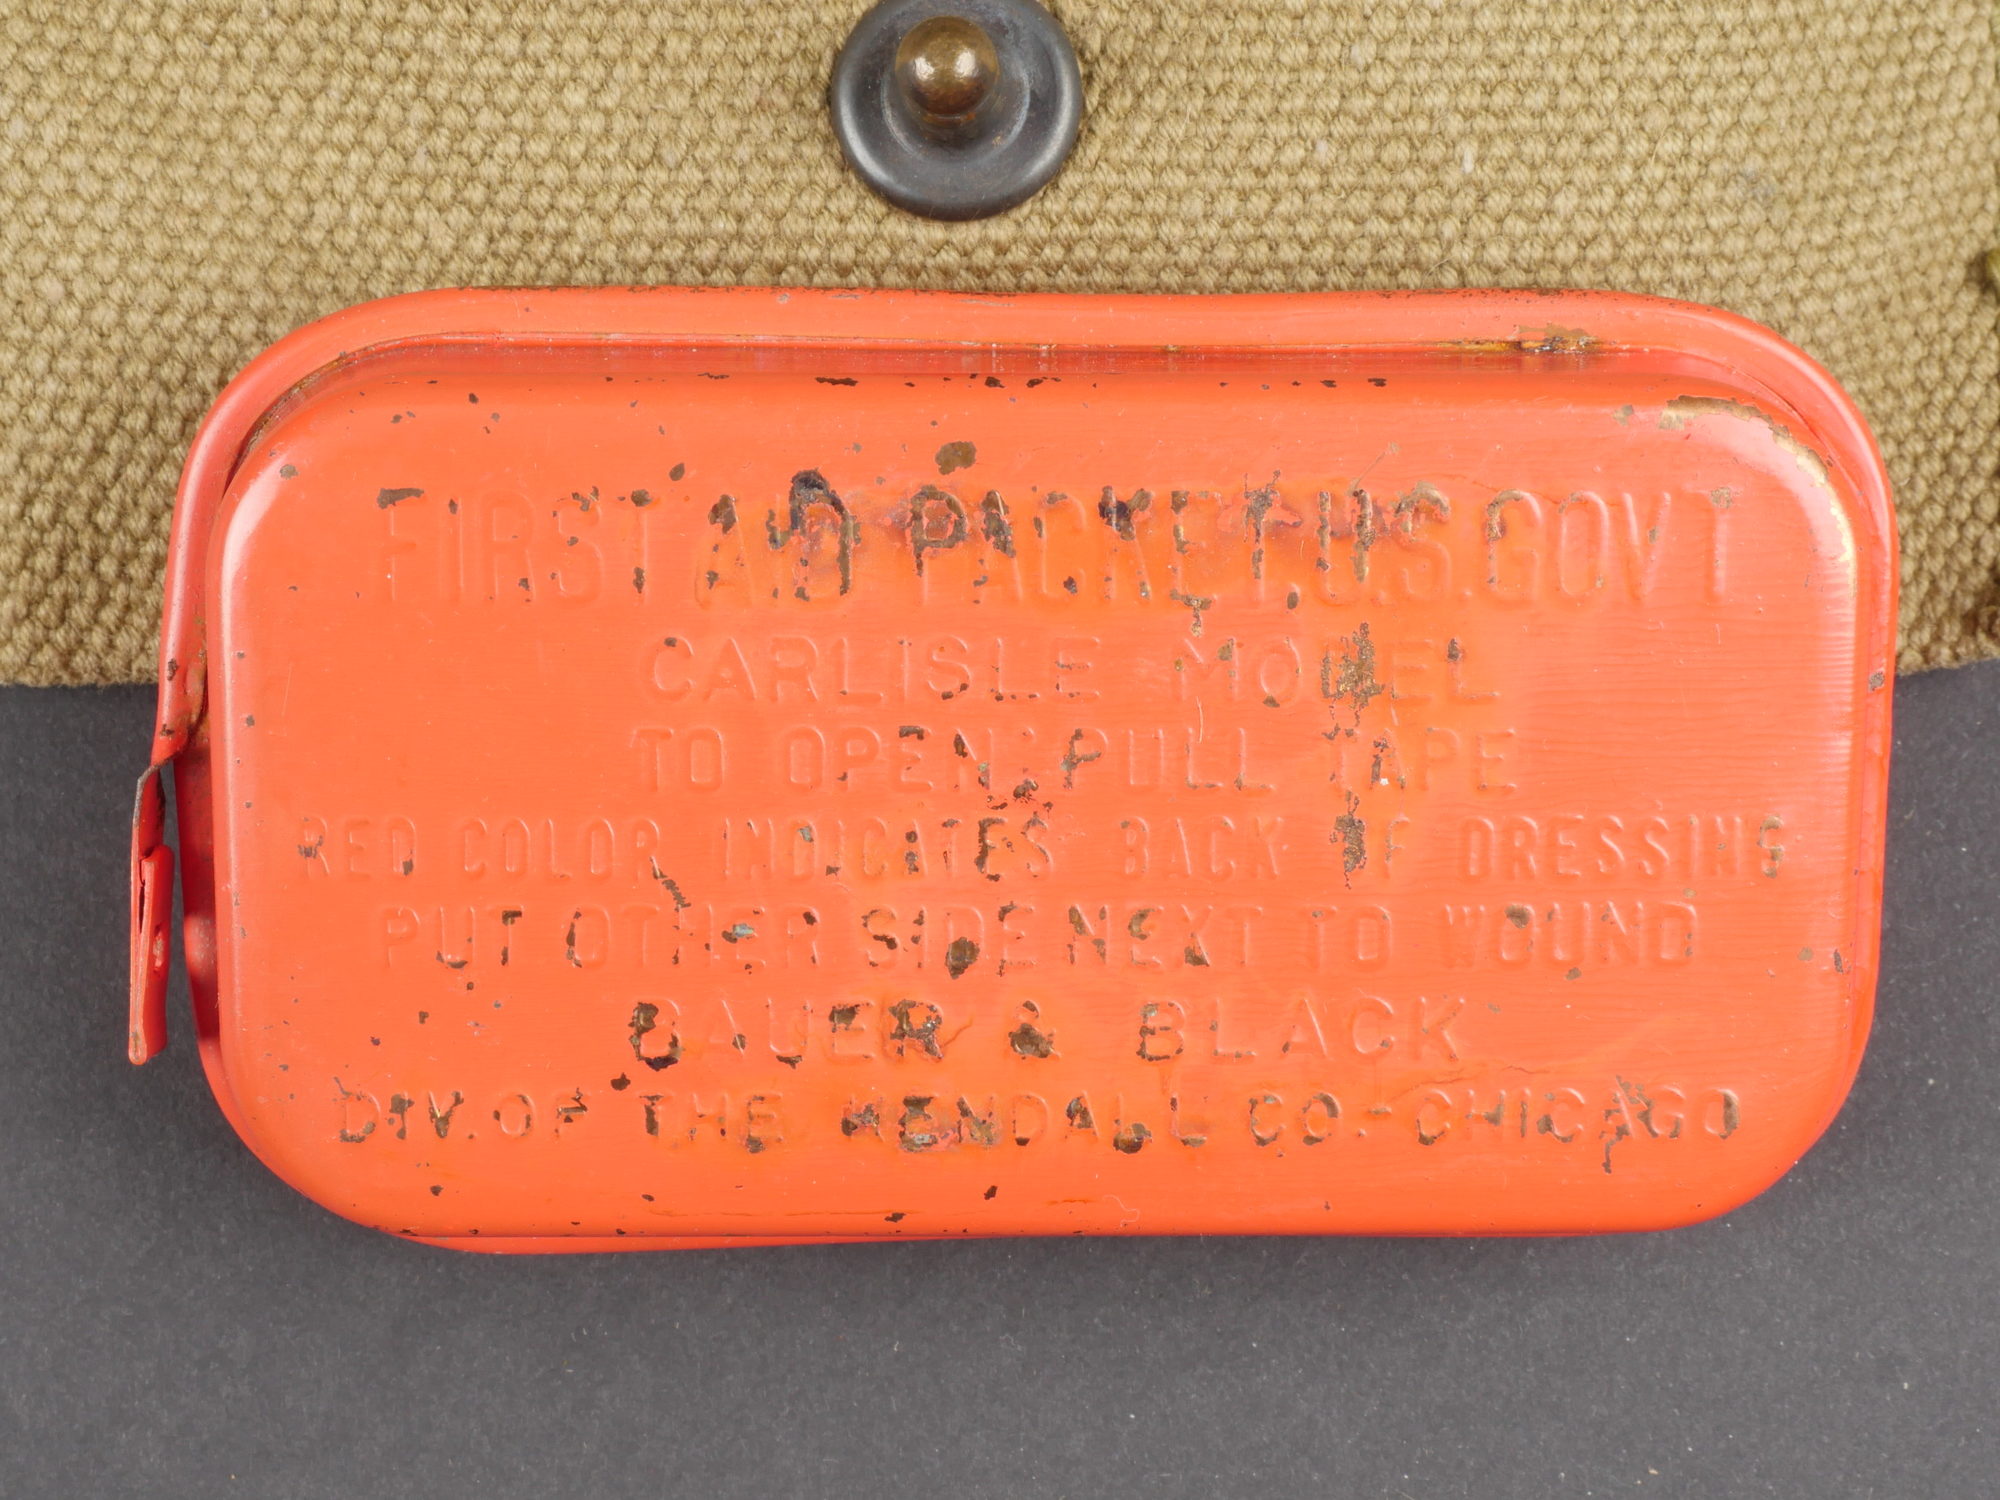 FIRST AID PACKET, U.S. GOVT
CARLISLE MODEL
TO OPEN: PULL TAPE
RED COLOR INDICATES BACK OF DRESSING
PUT OTHER SIDE NEXT TO WOUND
BAUER & BLACK
DIV. OF THE KENDALL CO.-CHICAGO